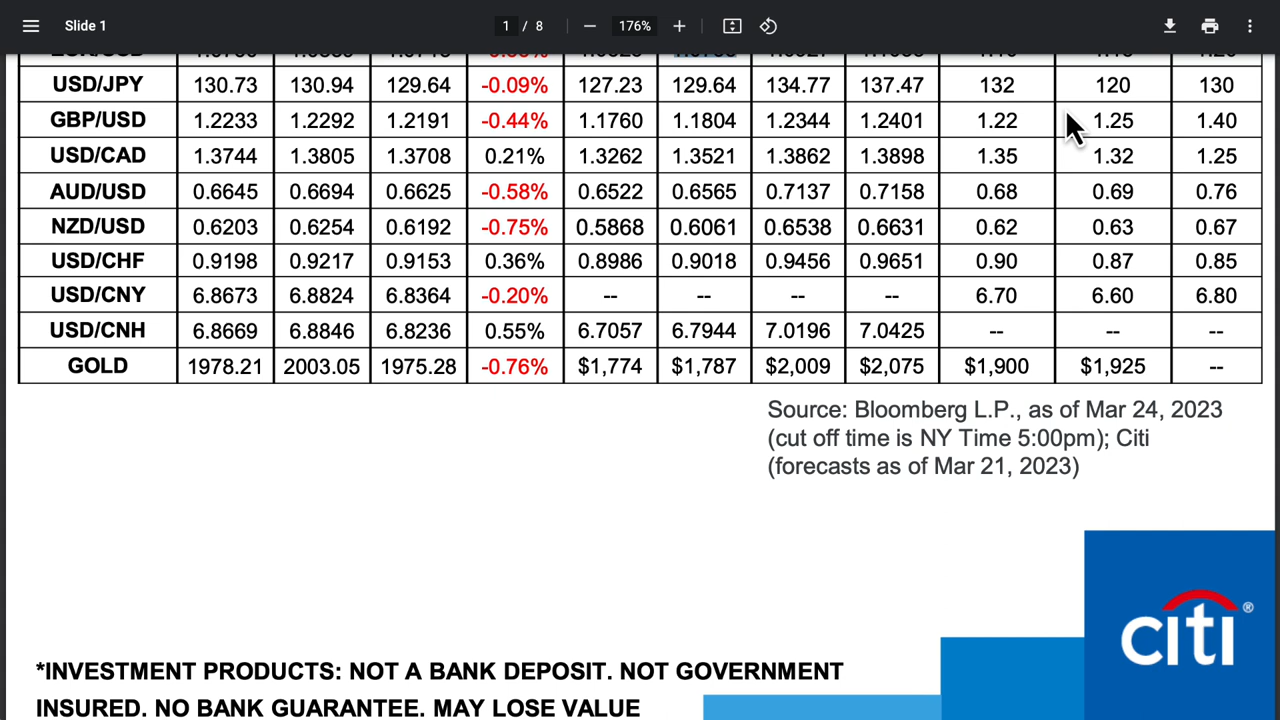 Slide 1
1 / 8
176%
USD/JPY 130.73 130.94 129.64 -0.09% 127.23 129.64 134.77 137.47 132 120 130
GBP/USD 1.2233 1.2292 1.2191 -0.44% 1.1760 1.1804 1.2344 1.2401 1.22 1.25 1.40
USD/CAD 1.3744 1.3805 1.3708 0.21% 1.3262 1.3521 1.3862 1.3898 1.35 1.32 1.25
AUD/USD 0.6645 0.6694 0.6625 -0.58% 0.6522 0.6565 0.7137 0.7158 0.68 0.69 0.76
NZD/USD 0.6203 0.6254 0.6192 -0.75% 0.5868 0.6061 0.6538 0.6631 0.62 0.63 0.67
USD/CHF 0.9198 0.9217 0.9153 0.36% 0.8986 0.9018 0.9456 0.9651 0.90 0.87 0.85
USD/CNY 6.8673 6.8824 6.8364 -0.20% -- -- -- -- 6.70 6.60 6.80
USD/CNH 6.8669 6.8846 6.8236 0.55% 6.7057 6.7944 7.0196 7.0425 -- -- --
GOLD 1978.21 2003.05 1975.28 -0.76% $1,774 $1,787 $2,009 $2,075 $1,900 $1,925 --
Source: Bloomberg L.P., as of Mar 24, 2023
(cut off time is NY Time 5:00pm); Citi
(forecasts as of Mar 21, 2023)
citi®
*INVESTMENT PRODUCTS: NOT A BANK DEPOSIT. NOT GOVERNMENT
INSURED. NO BANK GUARANTEE. MAY LOSE VALUE